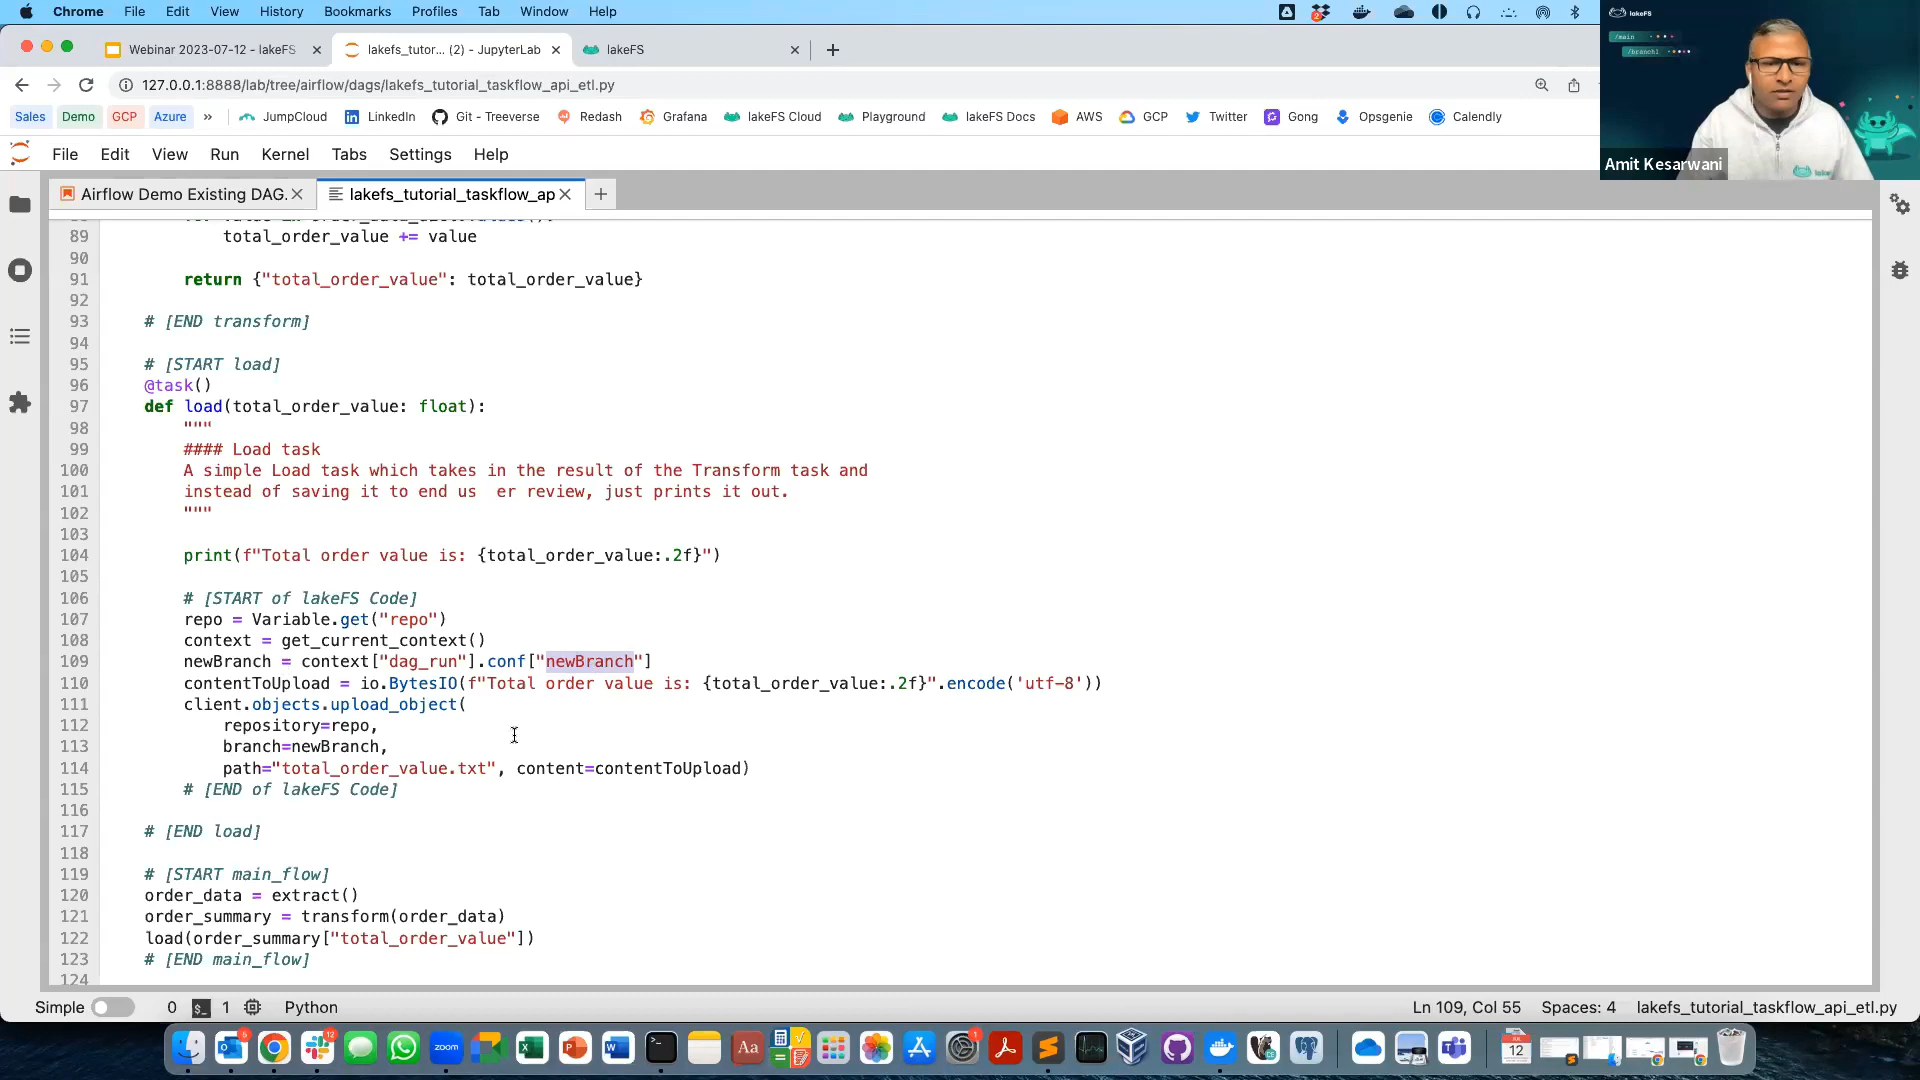 Chrome File Edit View History Bookmarks Profiles Tab Window Help
Webinar 2023-07-12 - lakeFS
lakefs_tutor... (2) - JupyterLab
lakeFS
127.0.0.1:8888/lab/tree/airflow/dags/lakefs_tutorial_taskflow_api_etl.py
Sales Demo GCP Azure » JumpCloud LinkedIn Git - Treeverse Redash Grafana lakeFS Cloud Playground lakeFS Docs AWS GCP Twitter Gong Opsgenie Calendly
lakeFS
/main
/branch1
Amit Kesarwani
File Edit View Run Kernel Tabs Settings Help
Airflow Demo Existing DAG.
lakefs_tutorial_taskflow_ap
89 total_order_value += value
90
91 return {"total_order_value": total_order_value}
92
93 # [END transform]
94
95 # [START load]
96 @task()
97 def load(total_order_value: float):
98 """
99 #### Load task
100 A simple Load task which takes in the result of the Transform task and
101 instead of saving it to end us  er review, just prints it out.
102 """
103
104 print(f"Total order value is: {total_order_value:.2f}")
105
106 # [START of lakeFS Code]
107 repo = Variable.get("repo")
108 context = get_current_context()
109 newBranch = context["dag_run"].conf["newBranch"]
110 contentToUpload = io.BytesIO(f"Total order value is: {total_order_value:.2f}".encode('utf-8'))
111 client.objects.upload_object(
112 repository=repo,
113 branch=newBranch,
114 path="total_order_value.txt", content=contentToUpload)
115 # [END of lakeFS Code]
116
117 # [END load]
118
119 # [START main_flow]
120 order_data = extract()
121 order_summary = transform(order_data)
122 load(order_summary["total_order_value"])
123 # [END main_flow]
124
Simple 0 1 Python Ln 109, Col 55 Spaces: 4 lakefs_tutorial_taskflow_api_etl.py
zoom
12